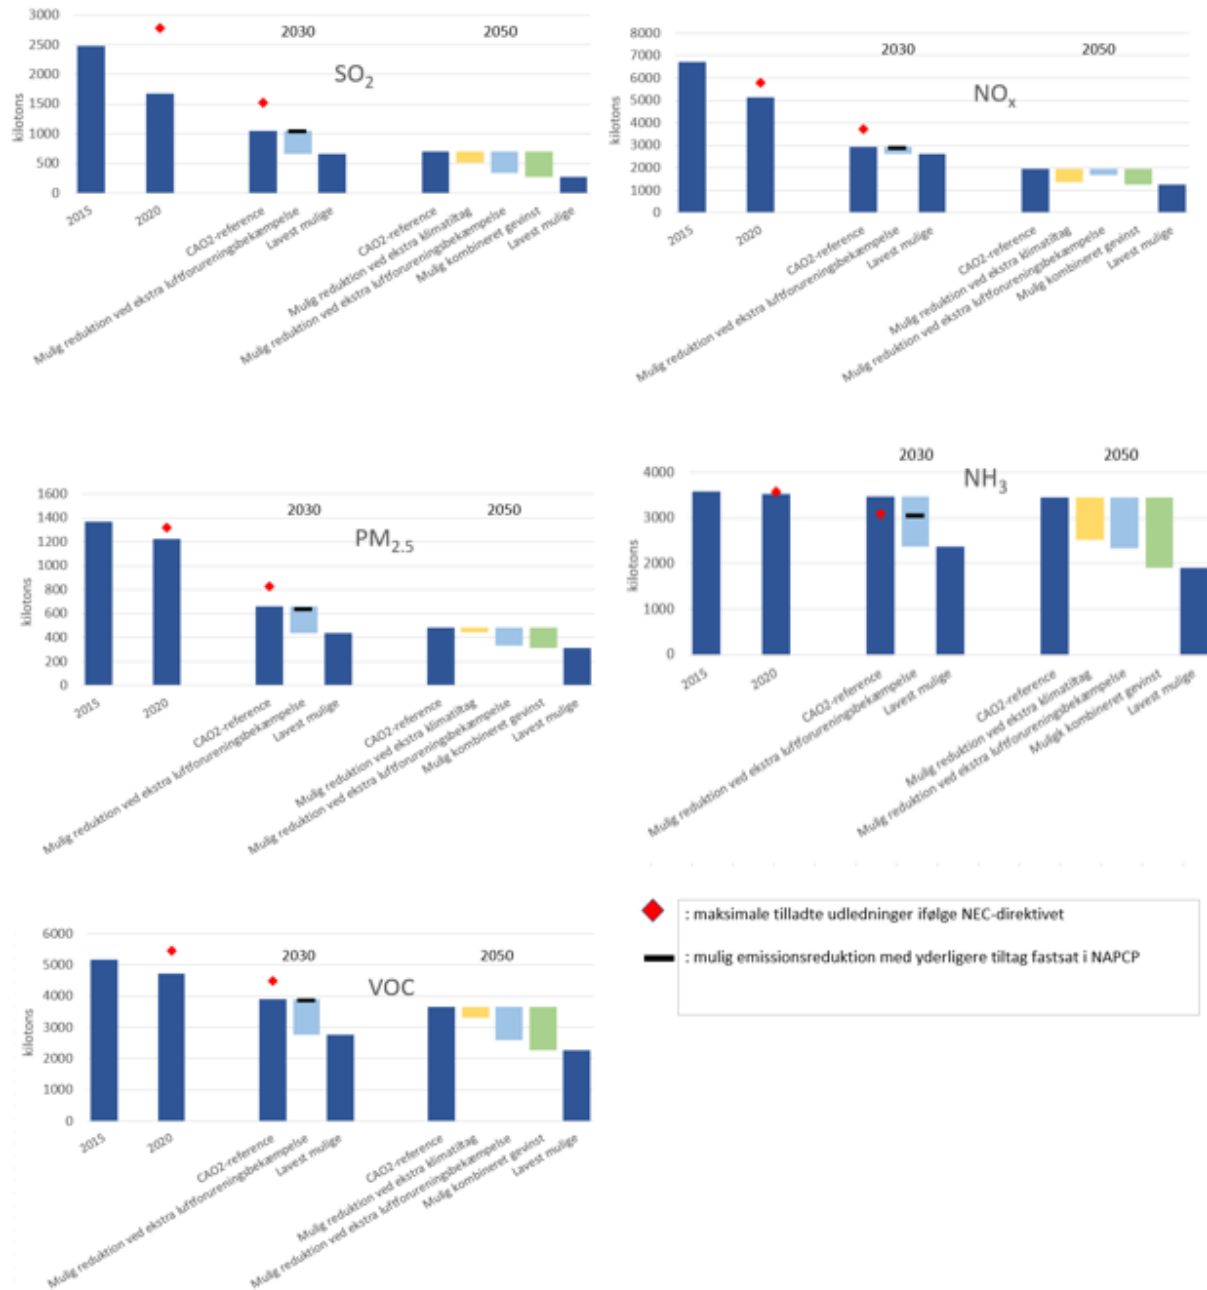 3000
2500
2000
1500
1000
500
0
kilotons
2030
2050
SO2
2015
2020
CAO2-reference
Mulig reduktion ved ekstra luftforureningsbekæmpelse
Lavest mulige
CAO2-reference
Mulig reduktion ved ekstra klimatiltag
Mulig reduktion ved ekstra luftforureningsbekæmpelse
Mulig kombineret gevinst
Lavest mulige
8000
7000
6000
5000
4000
3000
2000
1000
0
kilotons
2030
2050
NOx
2015
2020
CAO2-reference
Mulig reduktion ved ekstra luftforureningsbekæmpelse
Lavest mulige
CAO2-reference
Mulig reduktion ved ekstra klimatiltag
Mulig reduktion ved ekstra luftforureningsbekæmpelse
Mulig kombineret gevinst
Lavest mulige
1600
1400
1200
1000
800
600
400
200
0
kilotons
2030
2050
PM2.5
2015
2020
CAO2-reference
Mulig reduktion ved ekstra luftforureningsbekæmpelse
Lavest mulige
CAO2-reference
Mulig reduktion ved ekstra klimatiltag
Mulig reduktion ved ekstra luftforureningsbekæmpelse
Mulig kombineret gevinst
Lavest mulige
4000
3000
2000
1000
0
kilotons
2030
2050
NH3
2015
2020
CAO2-reference
Mulig reduktion ved ekstra luftforureningsbekæmpelse
Lavest mulige
CAO2-reference
Mulig reduktion ved ekstra klimatiltag
Mulig reduktion ved ekstra luftforureningsbekæmpelse
Muligk kombineret gevinst
Lavest mulige
6000
5000
4000
3000
2000
1000
0
kilotons
2030
2050
VOC
2015
2020
CAO2-reference
Mulig reduktion ved ekstra luftforureningsbekæmpelse
Lavest mulige
CAO2-reference
Mulig reduktion ved ekstra klimatiltag
Mulig reduktion ved ekstra luftforureningsbekæmpelse
Mulig kombineret gevinst
Lavest mulige
: maksimale tilladte udledninger ifølge NEC-direktivet
: mulig emissionsreduktion med yderligere tiltag fastsat i NAPCP